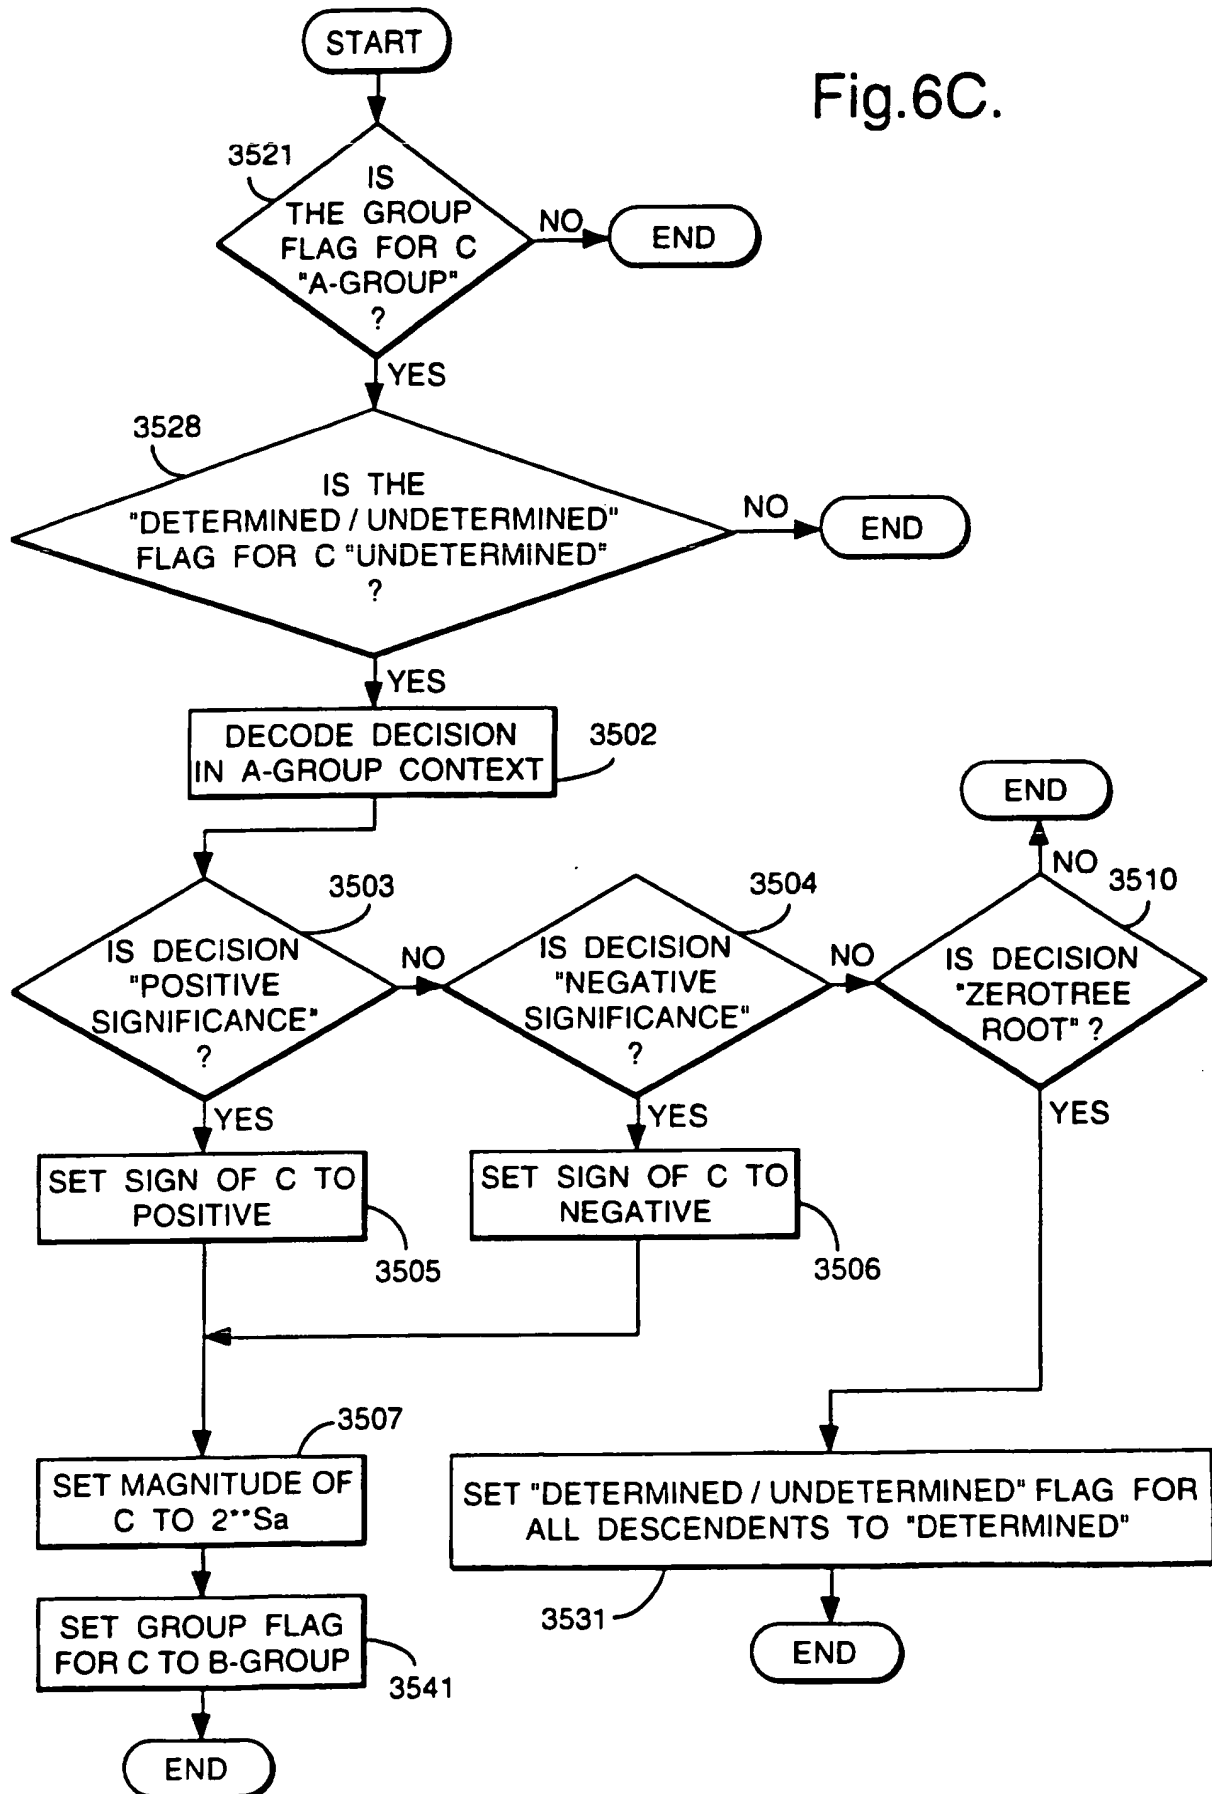 START
Fig.6C.
3521
IS
THE GROUP
FLAG FOR C
"A-GROUP"
?
NO
END
YES
3528
IS THE
"DETERMINED / UNDETERMINED"
FLAG FOR C "UNDETERMINED"
?
NO
END
YES
DECODE DECISION
IN A-GROUP CONTEXT
3502
END
NO
3503
IS DECISION
"POSITIVE
SIGNIFICANCE"
?
NO
3504
IS DECISION
"NEGATIVE
SIGNIFICANCE"
?
NO
3510
IS DECISION
"ZEROTREE
ROOT" ?
YES
YES
YES
SET SIGN OF C TO
POSITIVE
3505
SET SIGN OF C TO
NEGATIVE
3506
3507
SET MAGNITUDE OF
C TO 2**Sa
SET "DETERMINED / UNDETERMINED" FLAG FOR
ALL DESCENDENTS TO "DETERMINED"
3531
END
SET GROUP FLAG
FOR C TO B-GROUP
3541
END